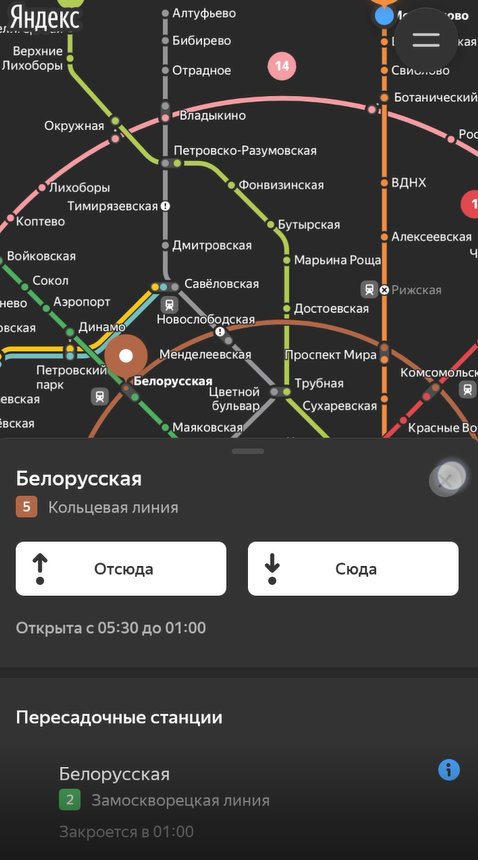 Яндекс
Алтуфьево
Бибирево
Отрадное
14
Верхние
Лихоборы
Ботанический
Окружная
Владыкино
Петровско-Разумовская
Лихоборы
Фонвизинская
ВДНХ
Тимирязевская
Коптево
Бутырская
Алексеевская
Дмитровская
Войковская
Марьина Роща
Сокол
Савёловская
Рижская
Аэропорт
Достоевская
Новослободская
Динамо
Менделеевская
Проспект Мира
Петровский
парк
Белорусская
Комсомольск
Цветной
бульвар
Трубная
Сухаревская
Маяковская
Красные Во
Белорусская
5 Кольцевая линия
Отсюда
Сюда
Открыта с 05:30 до 01:00
Пересадочные станции
Белорусская
2 Замоскворецкая линия
Закроется в 01:00